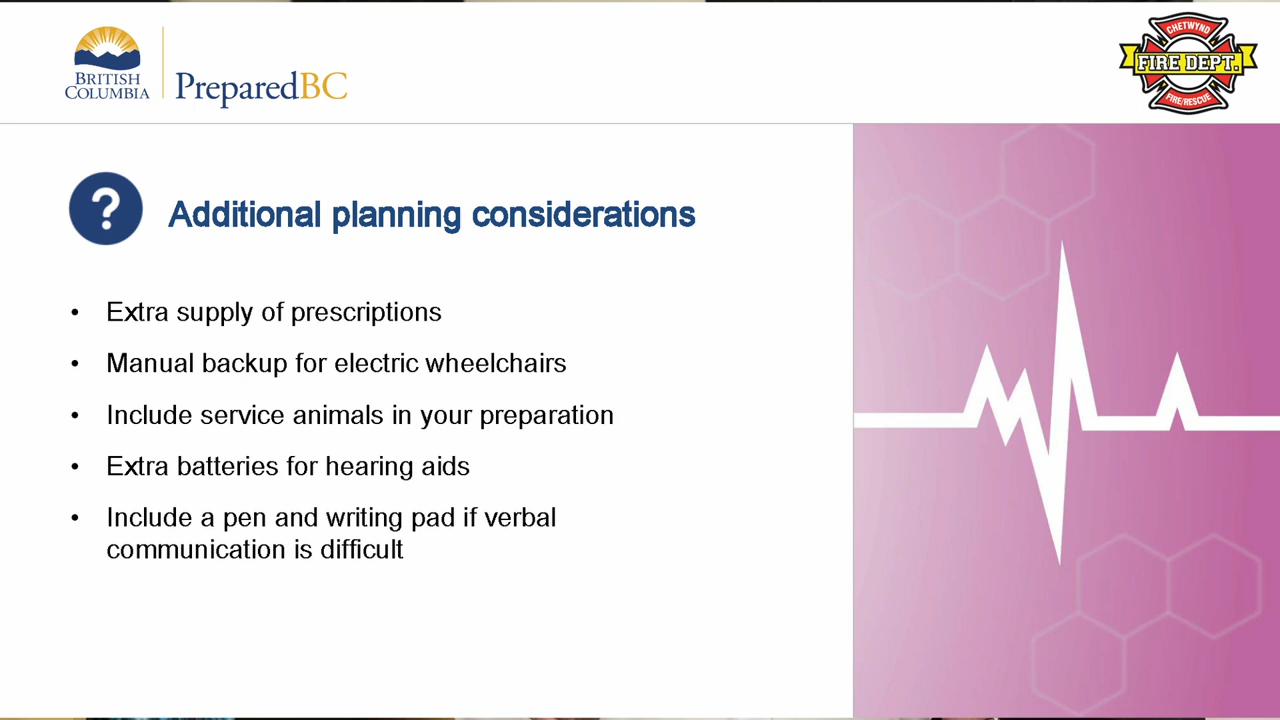 BRITISH
COLUMBIA
PreparedBC
CHETWYND
FIRE DEPT.
FIRE/RESCUE
?
Additional planning considerations
• Extra supply of prescriptions
• Manual backup for electric wheelchairs
• Include service animals in your preparation
• Extra batteries for hearing aids
• Include a pen and writing pad if verbal
communication is difficult